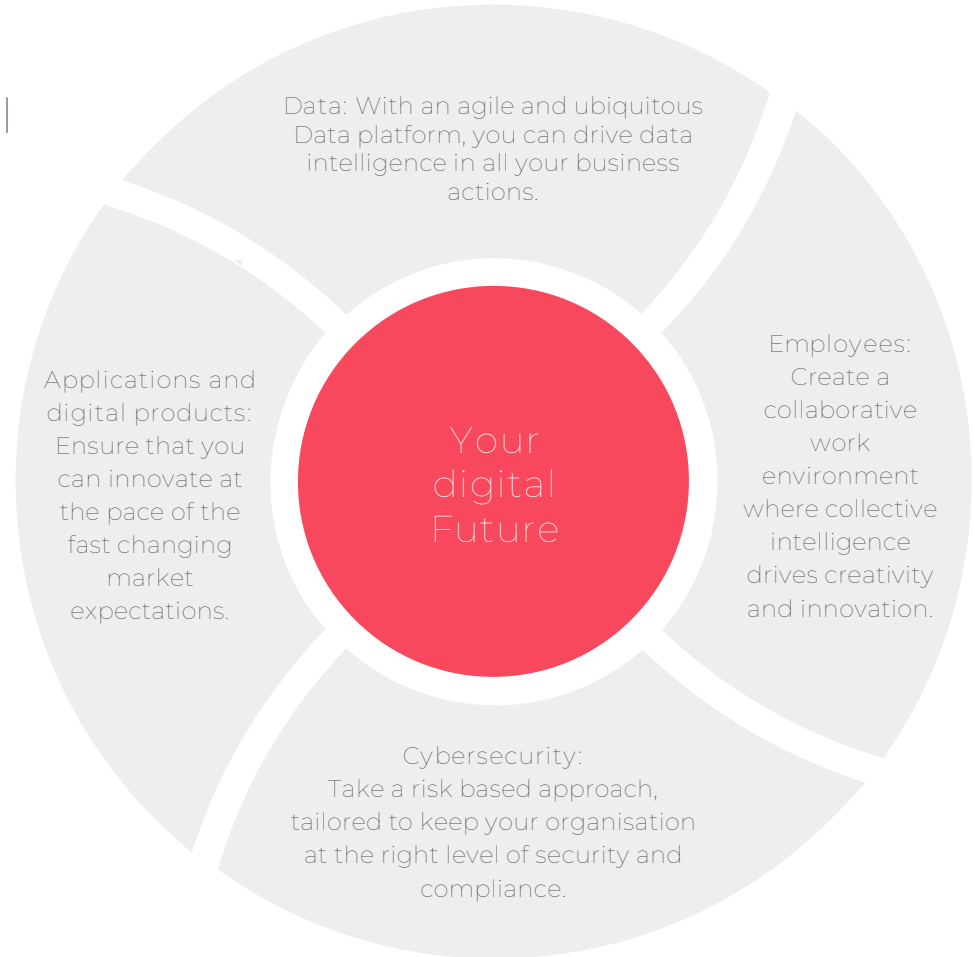 Data: With an agile and ubiquitous
Data platform, you can drive data
intelligence in all your business
actions.
Employees:
Create a
collaborative
work
environment
where collective
intelligence
drives creativity
and innovation.
Applications and
digital products:
Ensure that you
can innovate at
the pace of the
fast changing
market
expectations.
Your
digital
Future
Cybersecurity:
Take a risk based approach,
tailored to keep your organisation
at the right level of security and
compliance.